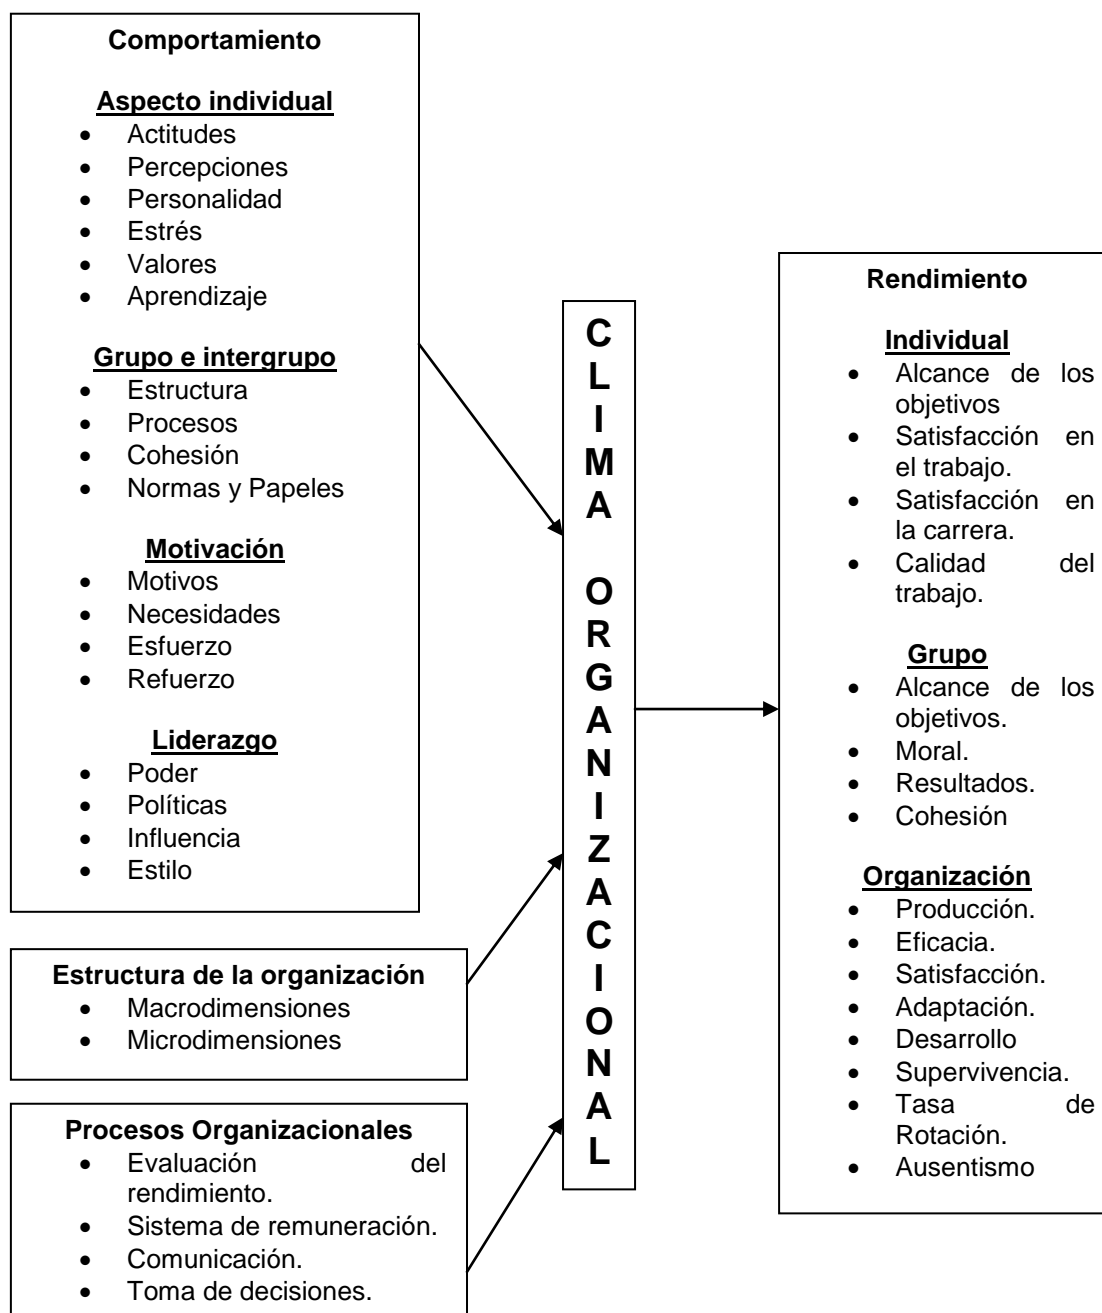 Comportamiento
Aspecto individual
• Actitudes
• Percepciones
• Personalidad
• Estrés
• Valores
• Aprendizaje
Grupo e intergrupo
• Estructura
• Procesos
• Cohesión
• Normas y Papeles
Motivación
• Motivos
• Necesidades
• Esfuerzo
• Refuerzo
Liderazgo
• Poder
• Políticas
• Influencia
• Estilo
Estructura de la organización
• Macrodimensiones
• Microdimensiones
Procesos Organizacionales
• Evaluación del
rendimiento.
• Sistema de remuneración.
• Comunicación.
• Toma de decisiones.
C
L
I
M
A
O
R
G
A
N
I
Z
A
C
I
O
N
A
L
Rendimiento
Individual
• Alcance de los
objetivos
• Satisfacción en
el trabajo.
• Satisfacción en
la carrera.
• Calidad del
trabajo.
Grupo
• Alcance de los
objetivos.
• Moral.
• Resultados.
• Cohesión
Organización
• Producción.
• Eficacia.
• Satisfacción.
• Adaptación.
• Desarrollo
• Supervivencia.
• Tasa de
Rotación.
• Ausentismo